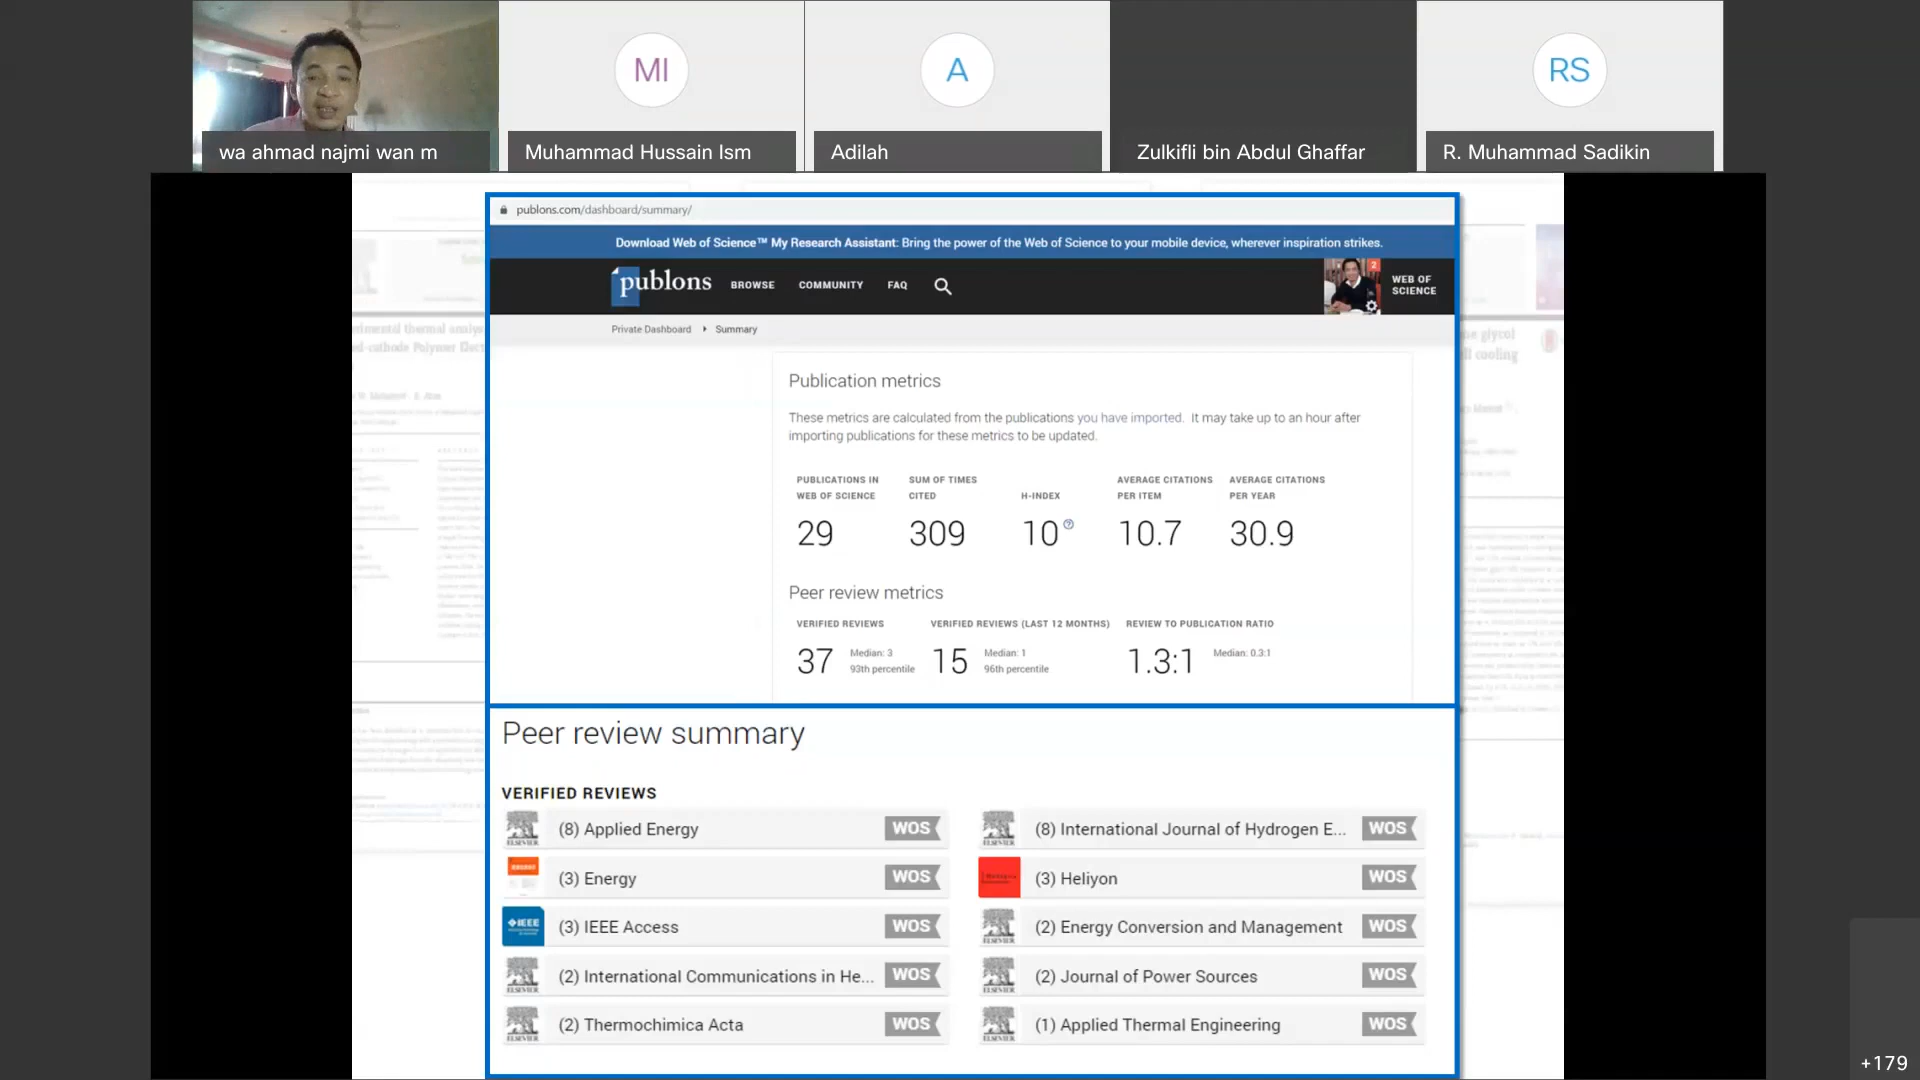 MI
A
RS
wa ahmad najmi wan m
Muhammad Hussain Ism
Adilah
Zulkifli bin Abdul Ghaffar
R. Muhammad Sadikin
publons.com/dashboard/summary/
Download Web of Science™ My Research Assistant: Bring the power of the Web of Science to your mobile device, wherever inspiration strikes.
publons BROWSE COMMUNITY FAQ
2
WEB OF
SCIENCE
Private Dashboard Summary
Publication metrics
These metrics are calculated from the publications you have imported. It may take up to an hour after
importing publications for these metrics to be updated.
PUBLICATIONS IN
WEB OF SCIENCE
29
SUM OF TIMES
CITED
309
H-INDEX
10
AVERAGE CITATIONS
PER ITEM
10.7
AVERAGE CITATIONS
PER YEAR
30.9
Peer review metrics
VERIFIED REVIEWS
37
Median: 3
93th percentile
VERIFIED REVIEWS (LAST 12 MONTHS)
15
Median: 1
96th percentile
REVIEW TO PUBLICATION RATIO
1.3:1
Median: 0.3:1
Peer review summary
VERIFIED REVIEWS
ELSEVIER (8) Applied Energy WOS
ELSEVIER (8) International Journal of Hydrogen E... WOS
(3) Energy WOS
(3) Heliyon WOS
IEEE (3) IEEE Access WOS
ELSEVIER (2) Energy Conversion and Management WOS
ELSEVIER (2) International Communications in He... WOS
ELSEVIER (2) Journal of Power Sources WOS
ELSEVIER (2) Thermochimica Acta WOS
ELSEVIER (1) Applied Thermal Engineering WOS
+179